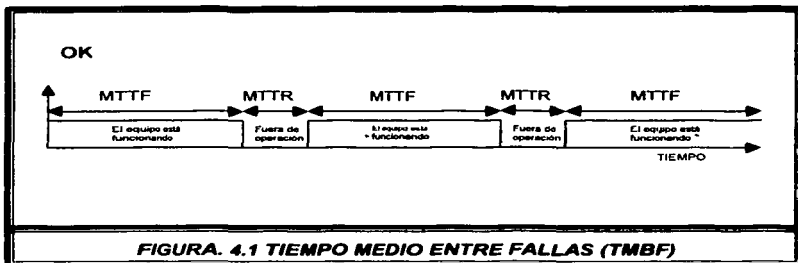 OK
MTTF MTTR MTTF MTTR MTTF
El equipo está funcionando
Fuera de operación
El equipo está funcionando
Fuera de operación
El equipo está funcionando
TIEMPO
FIGURA. 4.1 TIEMPO MEDIO ENTRE FALLAS (TMBF)